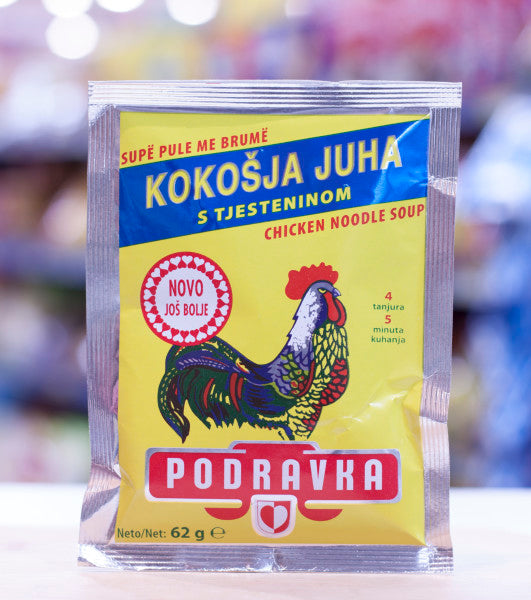 SUPË PULE ME BRUMË
KOKOŠJA JUHA
S TJESTENINOM
CHICKEN NOODLE SOUP
NOVO
JOŠ BOLJE
4
tanjura
5
minuta
kuhanja
PODRAVKA
Neto/Net: 62 g ℮